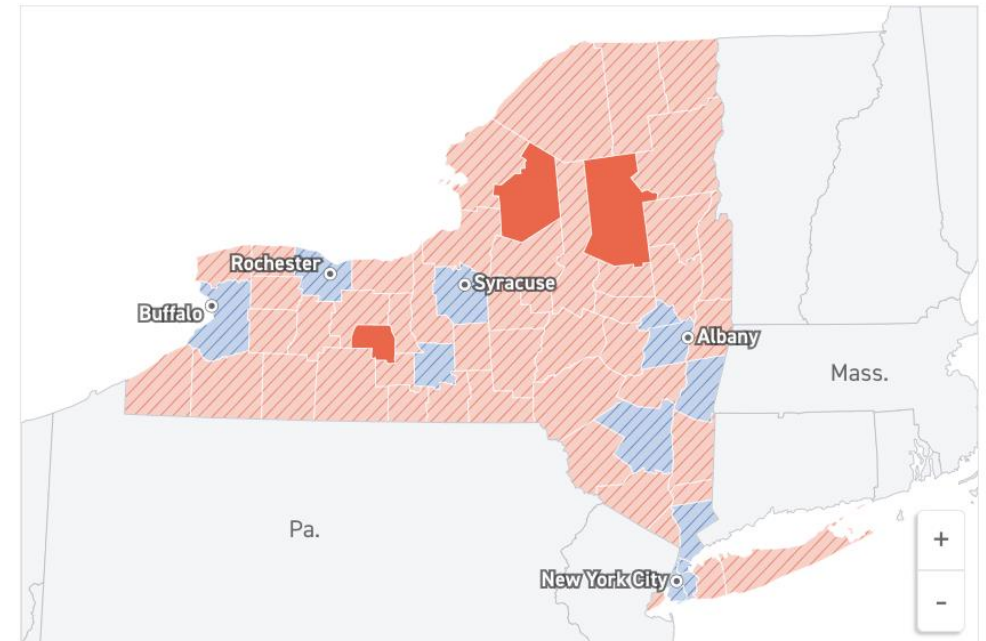 Rochester
Syracuse
Buffalo
Albany
Mass.
Pa.
New York City
+
-